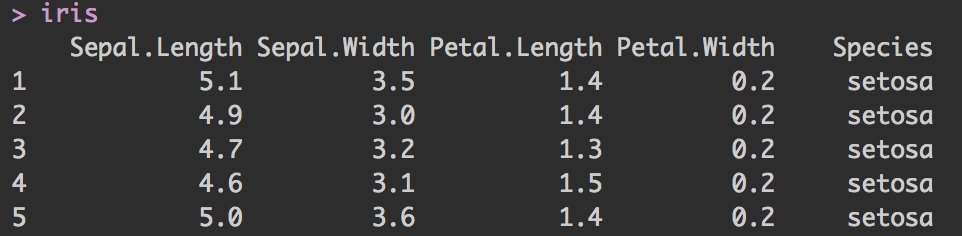 > iris
Sepal.Length Sepal.Width Petal.Length Petal.Width Species
1 5.1 3.5 1.4 0.2 setosa
2 4.9 3.0 1.4 0.2 setosa
3 4.7 3.2 1.3 0.2 setosa
4 4.6 3.1 1.5 0.2 setosa
5 5.0 3.6 1.4 0.2 setosa